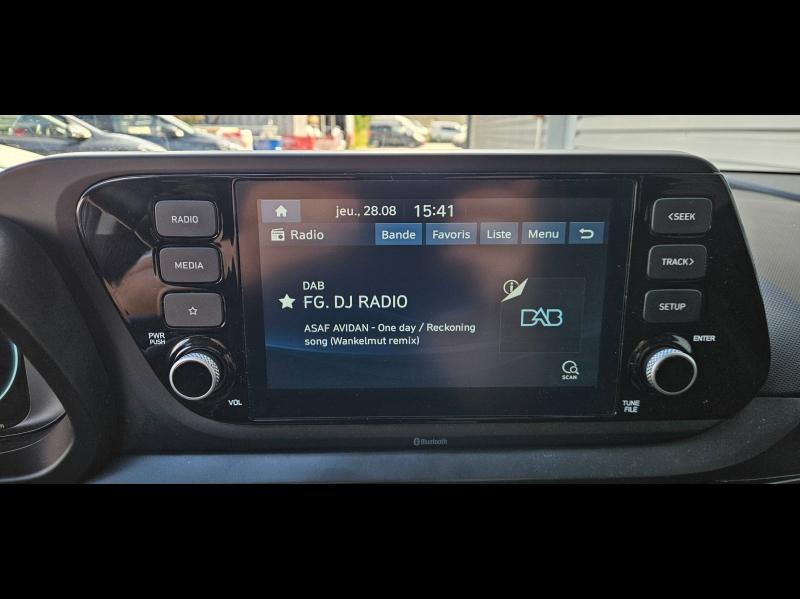 RADIO
MEDIA
PWR
PUSH
VOL
jeu., 28.08 15:41
Radio Bande Favoris Liste Menu
DAB
FG. DJ RADIO
ASAF AVIDAN - One day / Reckoning
song (Wankelmut remix)
DAB
SCAN
<SEEK
TRACK>
SETUP
ENTER
TUNE
FILE
Bluetooth